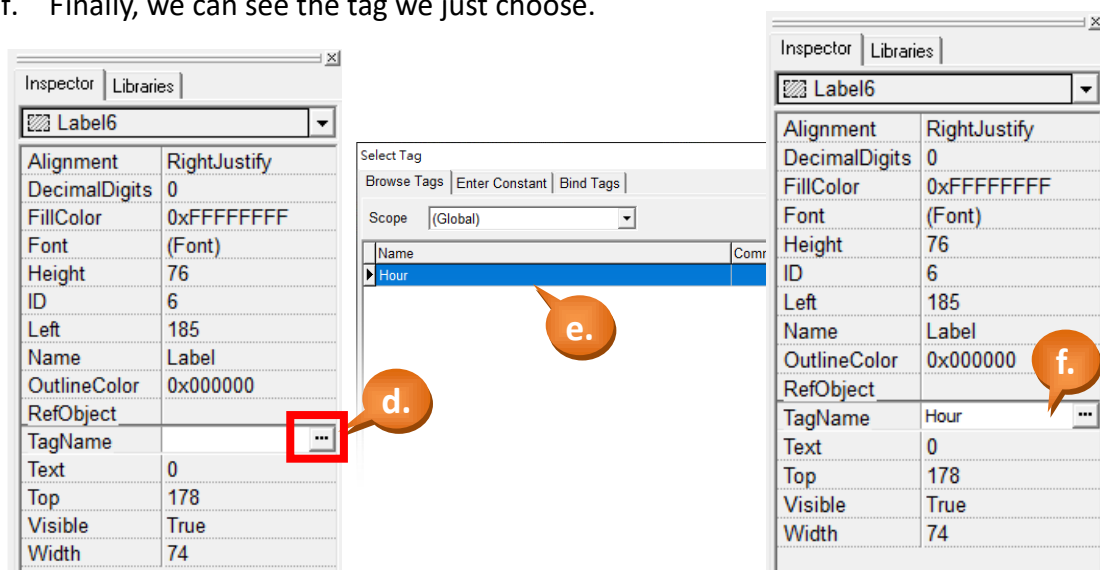 f. Finally, we can see the tag we just choose.
Inspector Libraries
Label6
Alignment RightJustify
DecimalDigits 0
FillColor 0xFFFFFFFF
Font (Font)
Height 76
ID 6
Left 185
Name Label
OutlineColor 0x000000
RefObject
TagName ...
Text 0
Top 178
Visible True
Width 74
d.
Select Tag
Browse Tags Enter Constant Bind Tags
Scope (Global)
Name
Hour
e.
Inspector Libraries
Label6
Alignment RightJustify
DecimalDigits 0
FillColor 0xFFFFFFFF
Font (Font)
Height 76
ID 6
Left 185
Name Label
OutlineColor 0x000000
RefObject
TagName Hour ...
Text 0
Top 178
Visible True
Width 74
f.